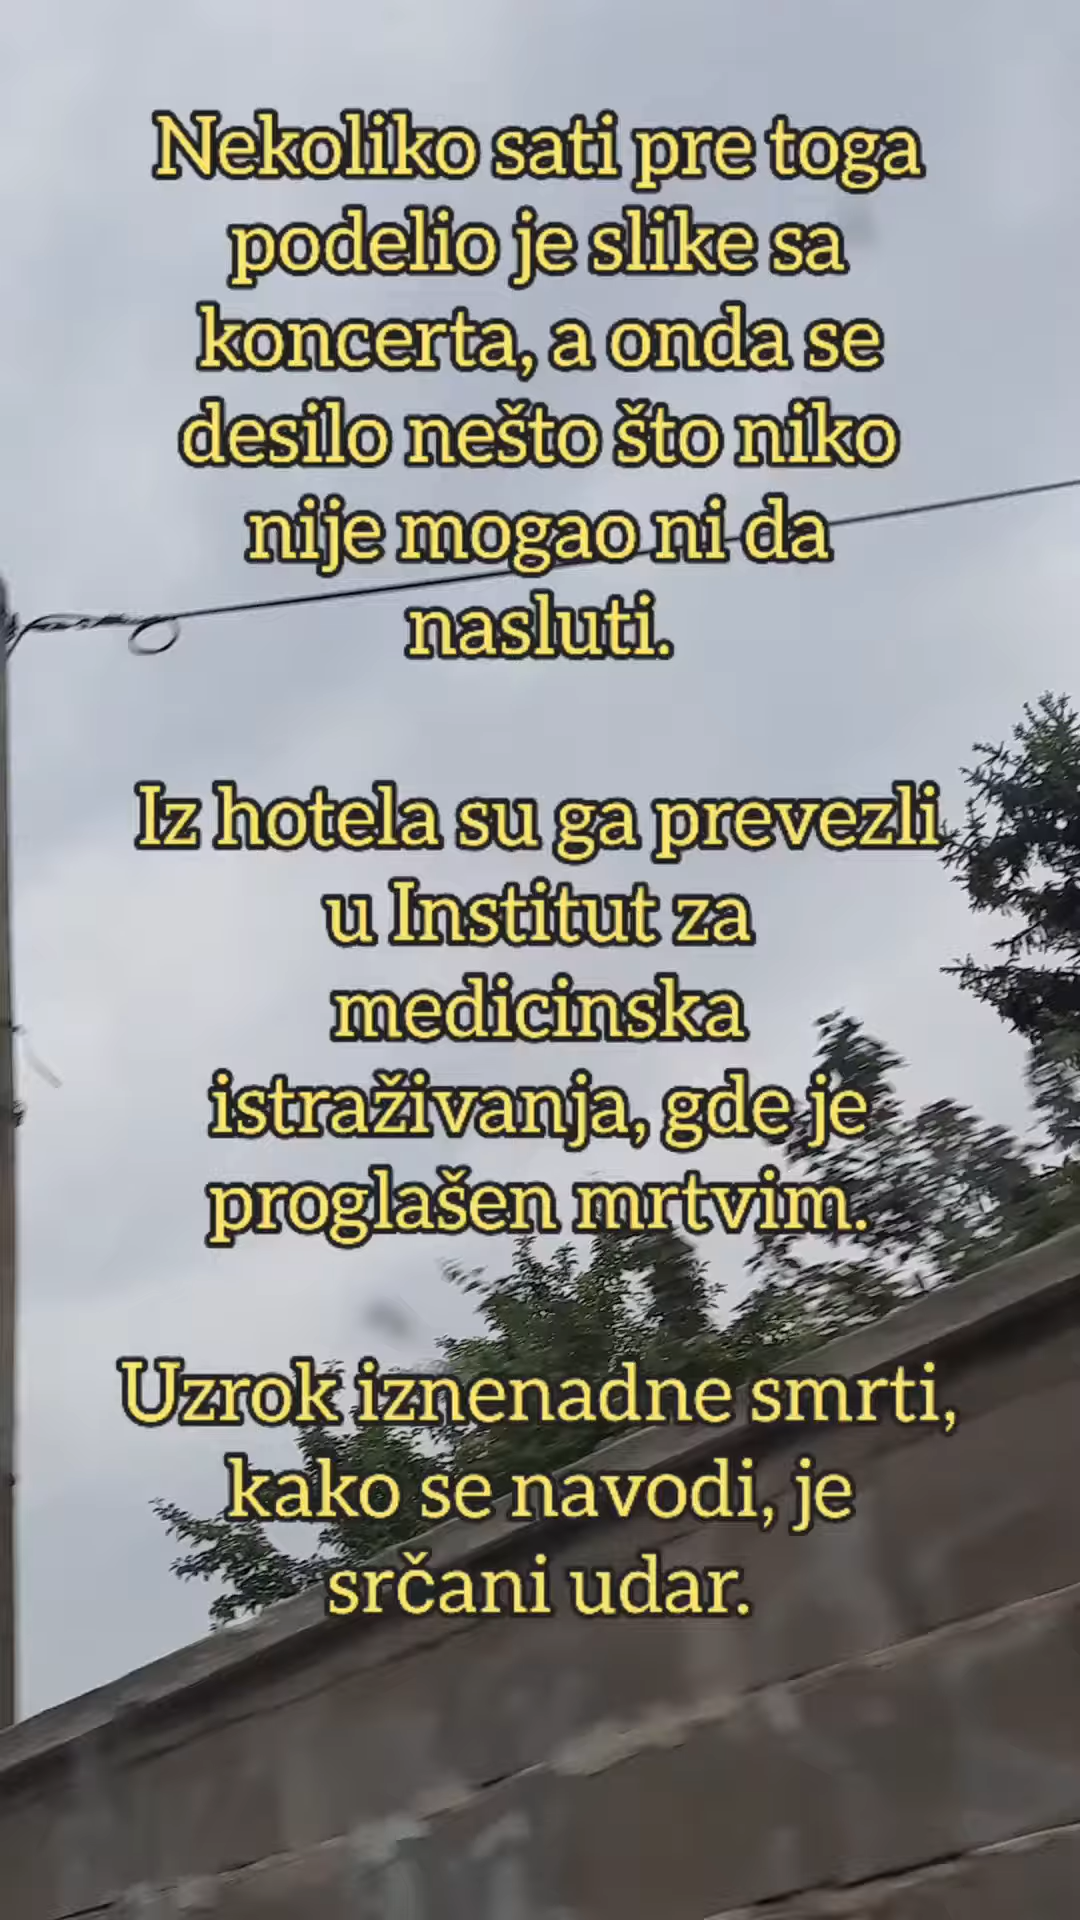 Nekoliko sati pre toga
podelio je slike sa
koncerta, a onda se
desilo nešto što niko
nije mogao ni da
nasluti.
Iz hotela su ga prevezli
u Institut za
medicinska
istraživanja, gde je
proglašen mrtvim.
Uzrok iznenadne smrti,
kako se navodi, je
srčani udar.